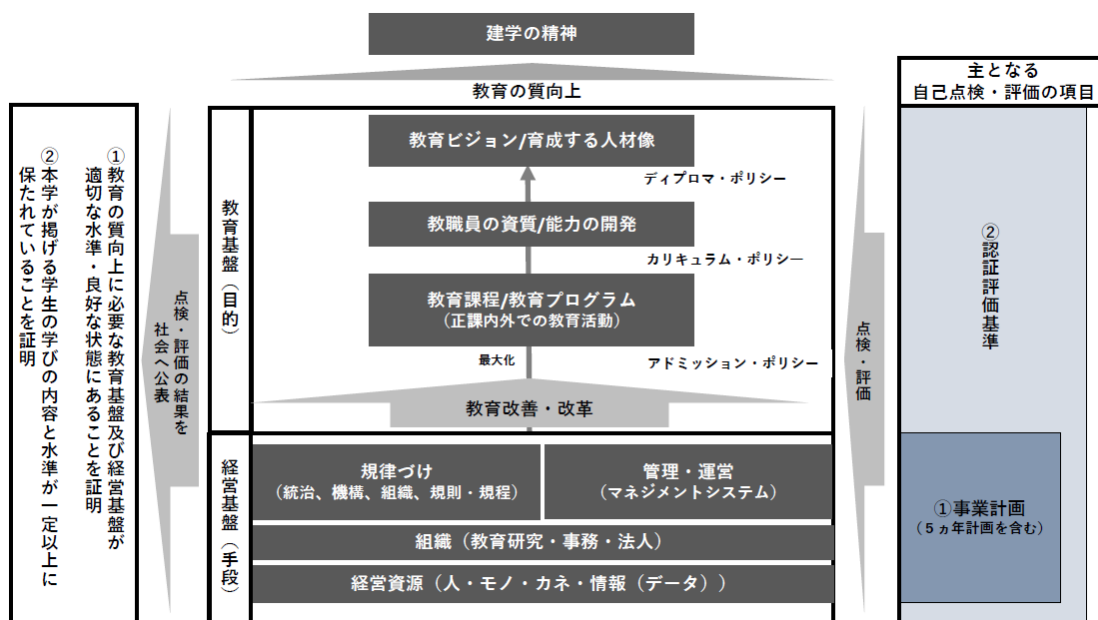 建学の精神
教育の質向上
主となる
自己点検・評価の項目
①教育の質向上に必要な教育基盤及び経営基盤が
適切な水準・良好な状態にあることを証明
②本学が掲げる学生の学びの内容と水準が一定以上に
保たれていることを証明
点検・評価の結果を
社会へ公表
教育基盤(目的)
教育ビジョン/育成する人材像
ディプロマ・ポリシー
教職員の資質/能力の開発
カリキュラム・ポリシー
教育課程/教育プログラム
(正課内外での教育活動)
最大化
アドミッション・ポリシー
教育改善・改革
経営基盤(手段)
規律づけ
(統治、機構、組織、規則・規程)
管理・運営
(マネジメントシステム)
組織(教育研究・事務・法人)
経営資源(人・モノ・カネ・情報(データ))
点検・評価
②認証評価基準
①事業計画
(5ヵ年計画を含む)